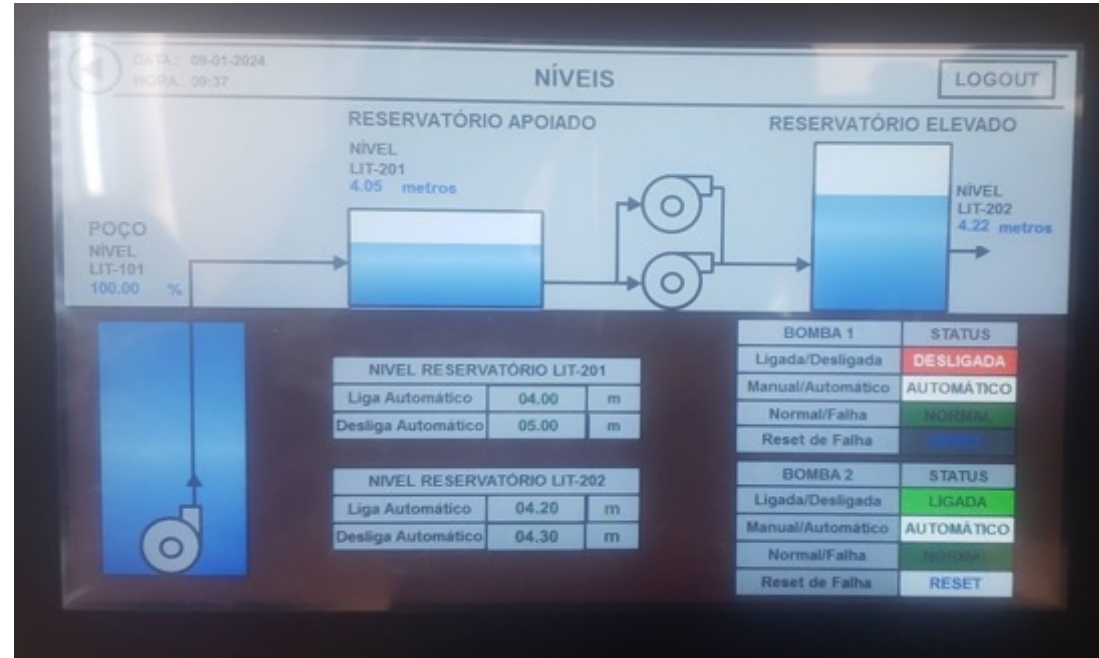 DATA.: 09-01-2024
HORA: 09:37
NÍVEIS
LOGOUT
RESERVATÓRIO APOIADO
RESERVATÓRIO ELEVADO
NÍVEL
LIT-201
4.05 metros
NÍVEL
LIT-202
4.22 metros
POÇO
NÍVEL
LIT-101
100.00 %
NIVEL RESERVATÓRIO LIT-201
Liga Automático 04.00 m
Desliga Automático 05.00 m
NIVEL RESERVATÓRIO LIT-202
Liga Automático 04.20 m
Desliga Automático 04.30 m
BOMBA 1 STATUS
Ligada/Desligada DESLIGADA
Manual/Automático AUTOMÁTICO
Normal/Falha NORMAL
Reset de Falha RESET
BOMBA 2 STATUS
Ligada/Desligada LIGADA
Manual/Automático AUTOMÁTICO
Normal/Falha NORMAL
Reset de Falha RESET